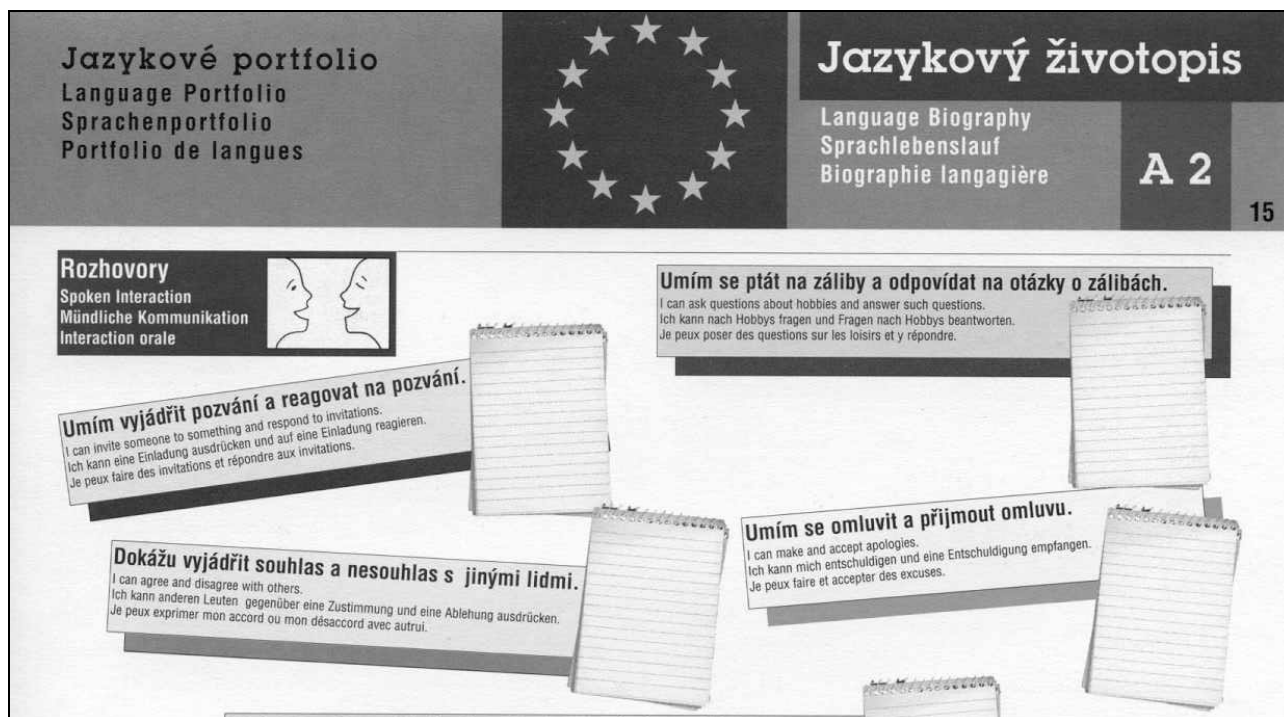 Jazykové portfolio
Language Portfolio
Sprachenportfolio
Portfolio de langues
Jazykový životopis
Language Biography
Sprachlebenslauf
Biographie langagière
A 2
15
Rozhovory
Spoken Interaction
Mündliche Kommunikation
Interaction orale
Umím se ptát na záliby a odpovídat na otázky o zálibách.
I can ask questions about hobbies and answer such questions.
Ich kann nach Hobbys fragen und Fragen nach Hobbys beantworten.
Je peux poser des questions sur les loisirs et y répondre.
Umím vyjádřit pozvání a reagovat na pozvání.
I can invite someone to something and respond to invitations.
Ich kann eine Einladung ausdrücken und auf eine Einladung reagieren.
Je peux faire des invitations et répondre aux invitations.
Umím se omluvit a přijmout omluvu.
I can make and accept apologies.
Ich kann mich entschuldigen und eine Entschuldigung empfangen.
Je peux faire et accepter des excuses.
Dokážu vyjádřit souhlas a nesouhlas s jinými lidmi.
I can agree and disagree with others.
Ich kann anderen Leuten gegenüber eine Zustimmung und eine Ablehung ausdrücken.
Je peux exprimer mon accord ou mon désaccord avec autrui.